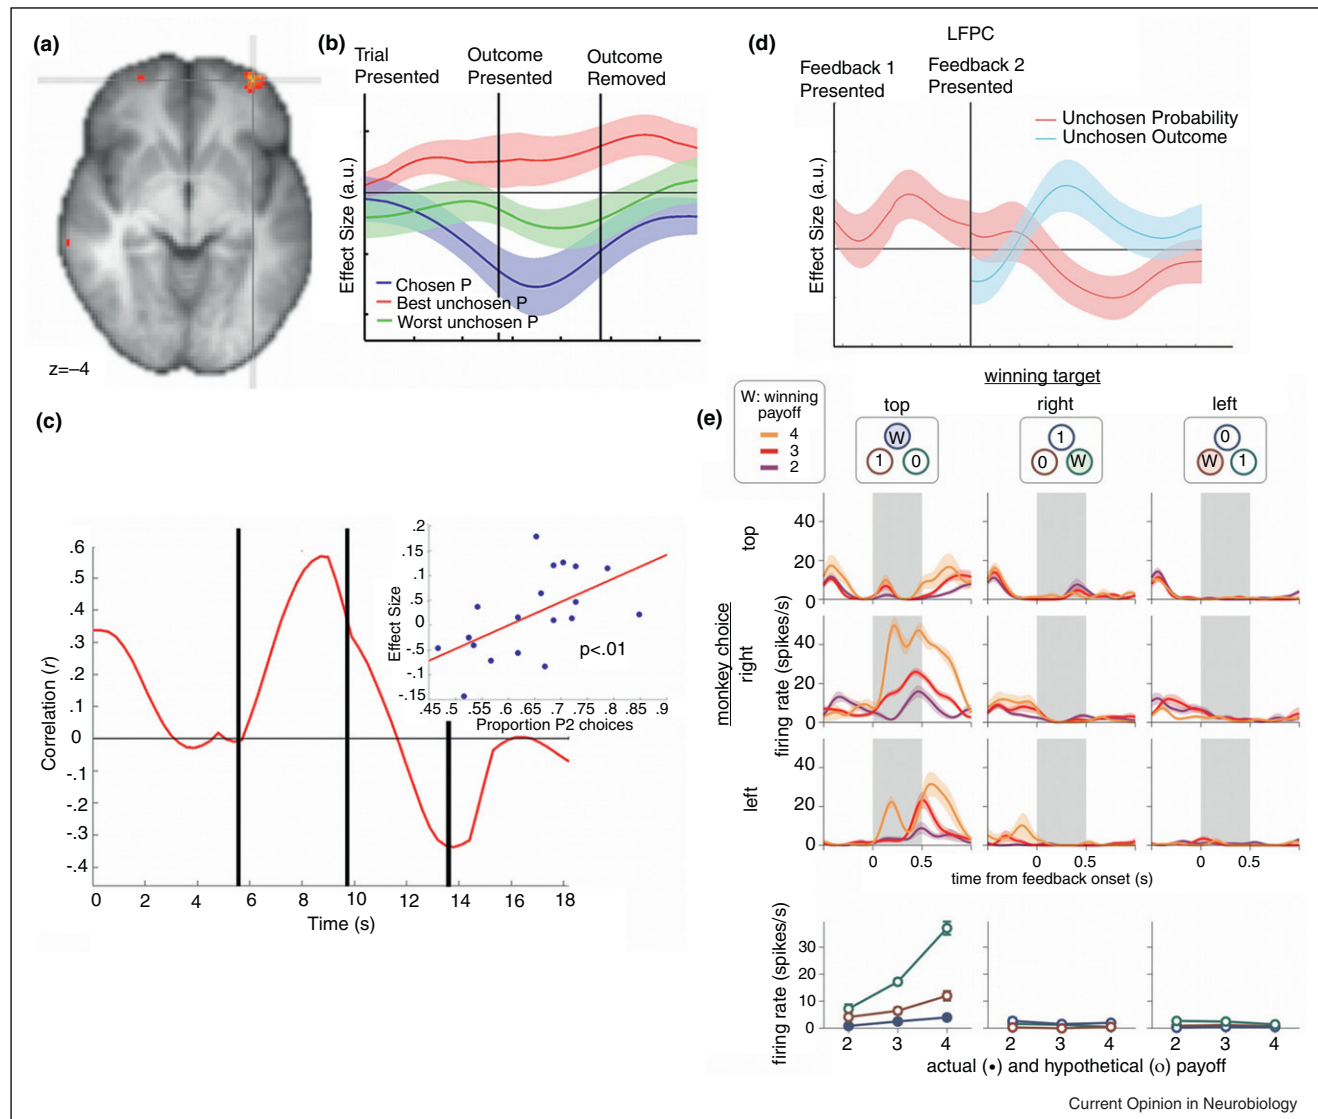 (a)
z=–4
(b)
Trial
Presented
Outcome
Presented
Outcome
Removed
Effect Size (a.u.)
Chosen P
Best unchosen P
Worst unchosen P
(d)
LFPC
Feedback 1
Presented
Feedback 2
Presented
Unchosen Probability
Unchosen Outcome
Effect Size (a.u.)
(c)
Correlation (r)
.6
.5
.4
.3
.2
.1
0
-.1
-.2
-.3
-.4
0 2 4 6 8 10 12 14 16 18
Time (s)
Effect Size
.2
.15
.1
.05
0
-.05
-.1
-.15
.45 .5 .55 .6 .65 .7 .75 .8 .85 .9
Proportion P2 choices
p<.01
(e)
W: winning
payoff
4
3
2
winning target
top right left
W 1 0
1 0 W
0 W 1
monkey choice
top
right
left
firing rate (spikes/s)
40
20
0
40
20
0
40
20
0
0 0.5 0 0.5 0 0.5
time from feedback onset (s)
firing rate (spikes/s)
30
20
10
0
2 3 4 2 3 4 2 3 4
actual (•) and hypothetical (o) payoff
Current Opinion in Neurobiology